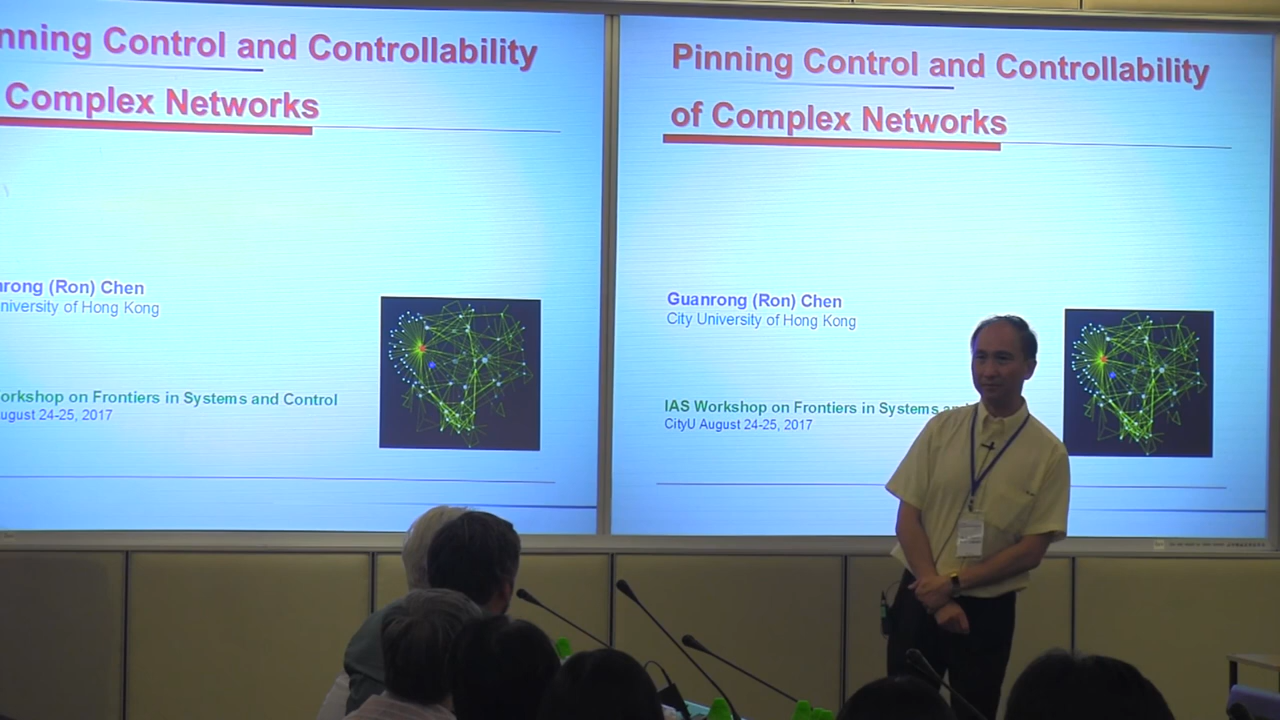 nning Control and Controllability
Complex Networks
rong (Ron) Chen
niversity of Hong Kong
orkshop on Frontiers in Systems and Control
ugust 24-25, 2017
Pinning Control and Controllability
of Complex Networks
Guanrong (Ron) Chen
City University of Hong Kong
IAS Workshop on Frontiers in Systems
CityU August 24-25, 2017